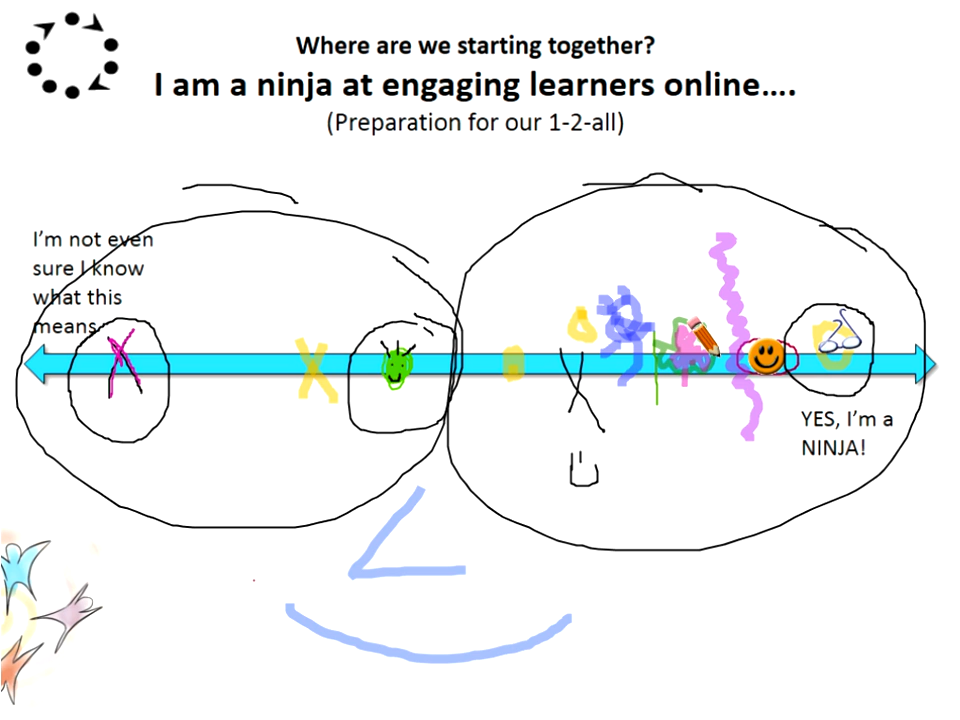 Where are we starting together?
I am a ninja at engaging learners online….
(Preparation for our 1-2-all)
I'm not even
sure I know
what this
means
YES, I'm a
NINJA!